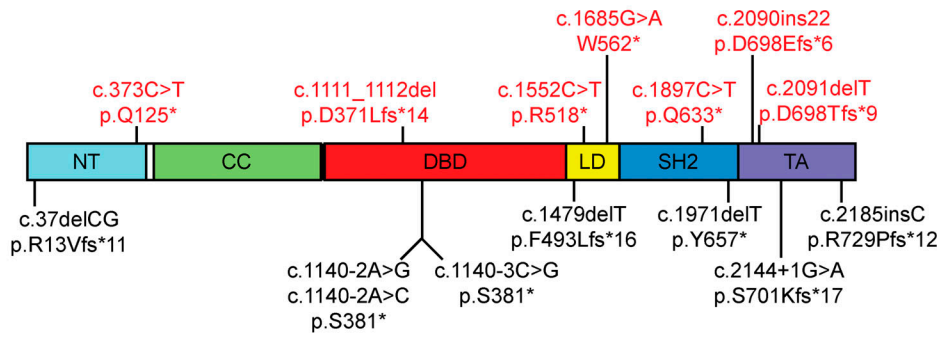 c.1685G>A
W562*
c.2090ins22
p.D698Efs*6
c.373C>T
p.Q125*
c.1111_1112del
p.D371Lfs*14
c.1552C>T
p.R518*
c.1897C>T
p.Q633*
c.2091delT
p.D698Tfs*9
NT
CC
DBD
LD
SH2
TA
c.37delCG
p.R13Vfs*11
c.1479delT
p.F493Lfs*16
c.1971delT
p.Y657*
c.2185insC
p.R729Pfs*12
c.1140-2A>G
c.1140-2A>C
p.S381*
c.1140-3C>G
p.S381*
c.2144+1G>A
p.S701Kfs*17